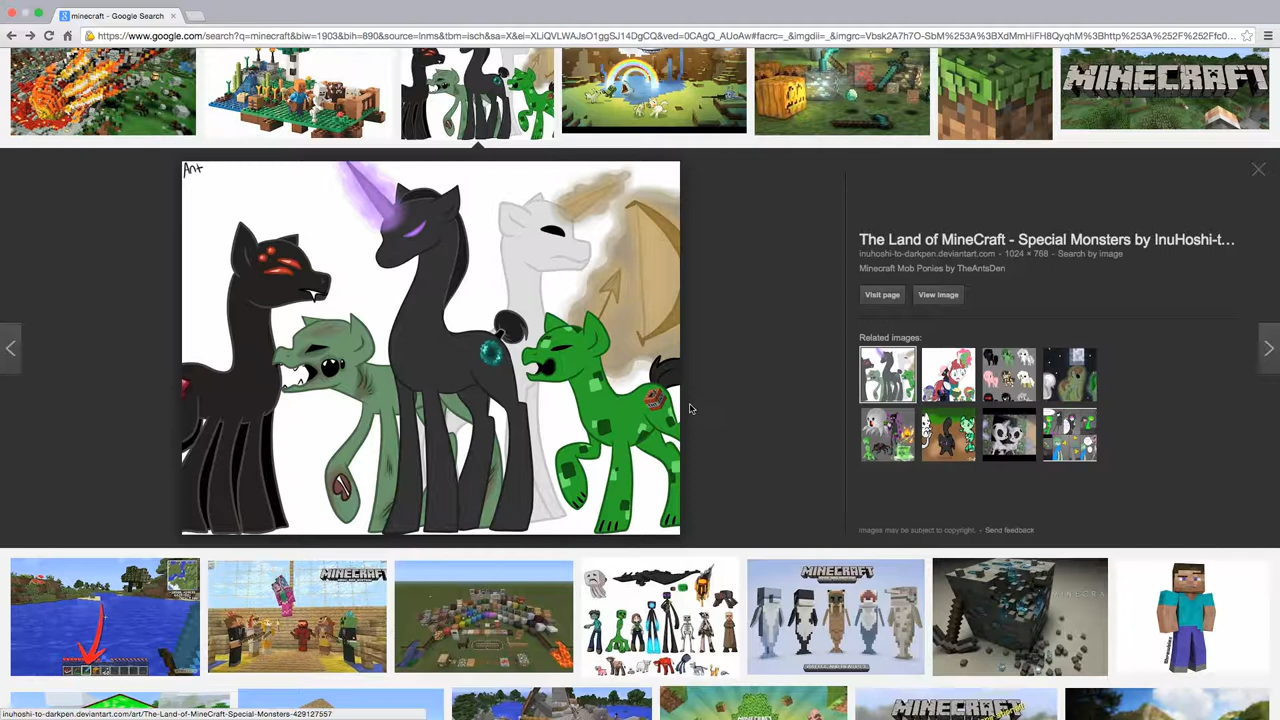 minecraft - Google Search
https://www.google.com/search?q=minecraft&biw=1903&bih=890&source=lnms&tbm=isch&sa=X&ei=XLiQVLWAJsO1ggSJ14DgCQ&ved=0CAgQ_AUoAw#facrc=_&imgdii=_&imgrc=Vbsk2A7h7O-SbM%253A%3BXdMmHiFH8QyqhM%3Bhttp%253A%252F%252Ffc0...
MINECRAFT
Ant
The Land of MineCraft - Special Monsters by InuHoshi-t...
inuhoshi-to-darkpen.deviantart.com - 1024 × 768 - Search by image
Minecraft Mob Ponies by TheAntsDen
Visit page
View image
Related images:
Images may be subject to copyright. - Send feedback
MINECRAFT
MINECRAFT
MINECRAFT
MINECRAFT
inuhoshi-to-darkpen.deviantart.com/art/The-Land-of-MineCraft-Special-Monsters-429127557